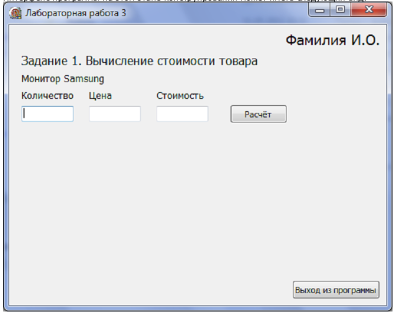 Лабораторная работа 3
Фамилия И.О.
Задание 1. Вычисление стоимости товара
Монитор Samsung
Количество Цена Стоимость
Расчёт
Выход из программы